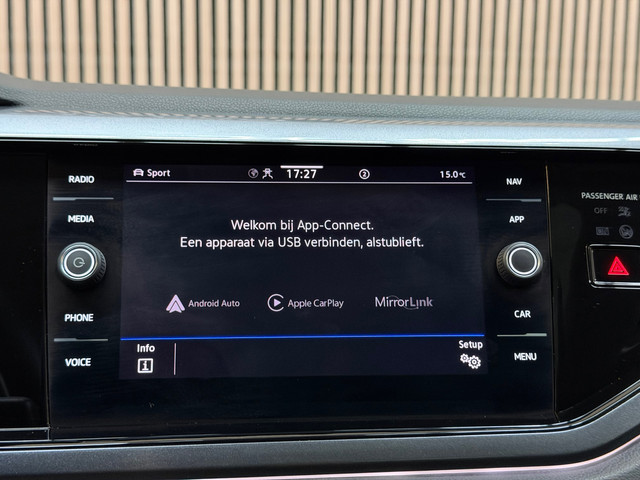 RADIO
MEDIA
PHONE
VOICE
Sport
17:27
2
15.0°C
Welkom bij App-Connect.
Een apparaat via USB verbinden, alstublieft.
Android Auto
Apple CarPlay
MirrorLink
Info
Setup
NAV
APP
CAR
MENU
PASSENGER AIR
OFF